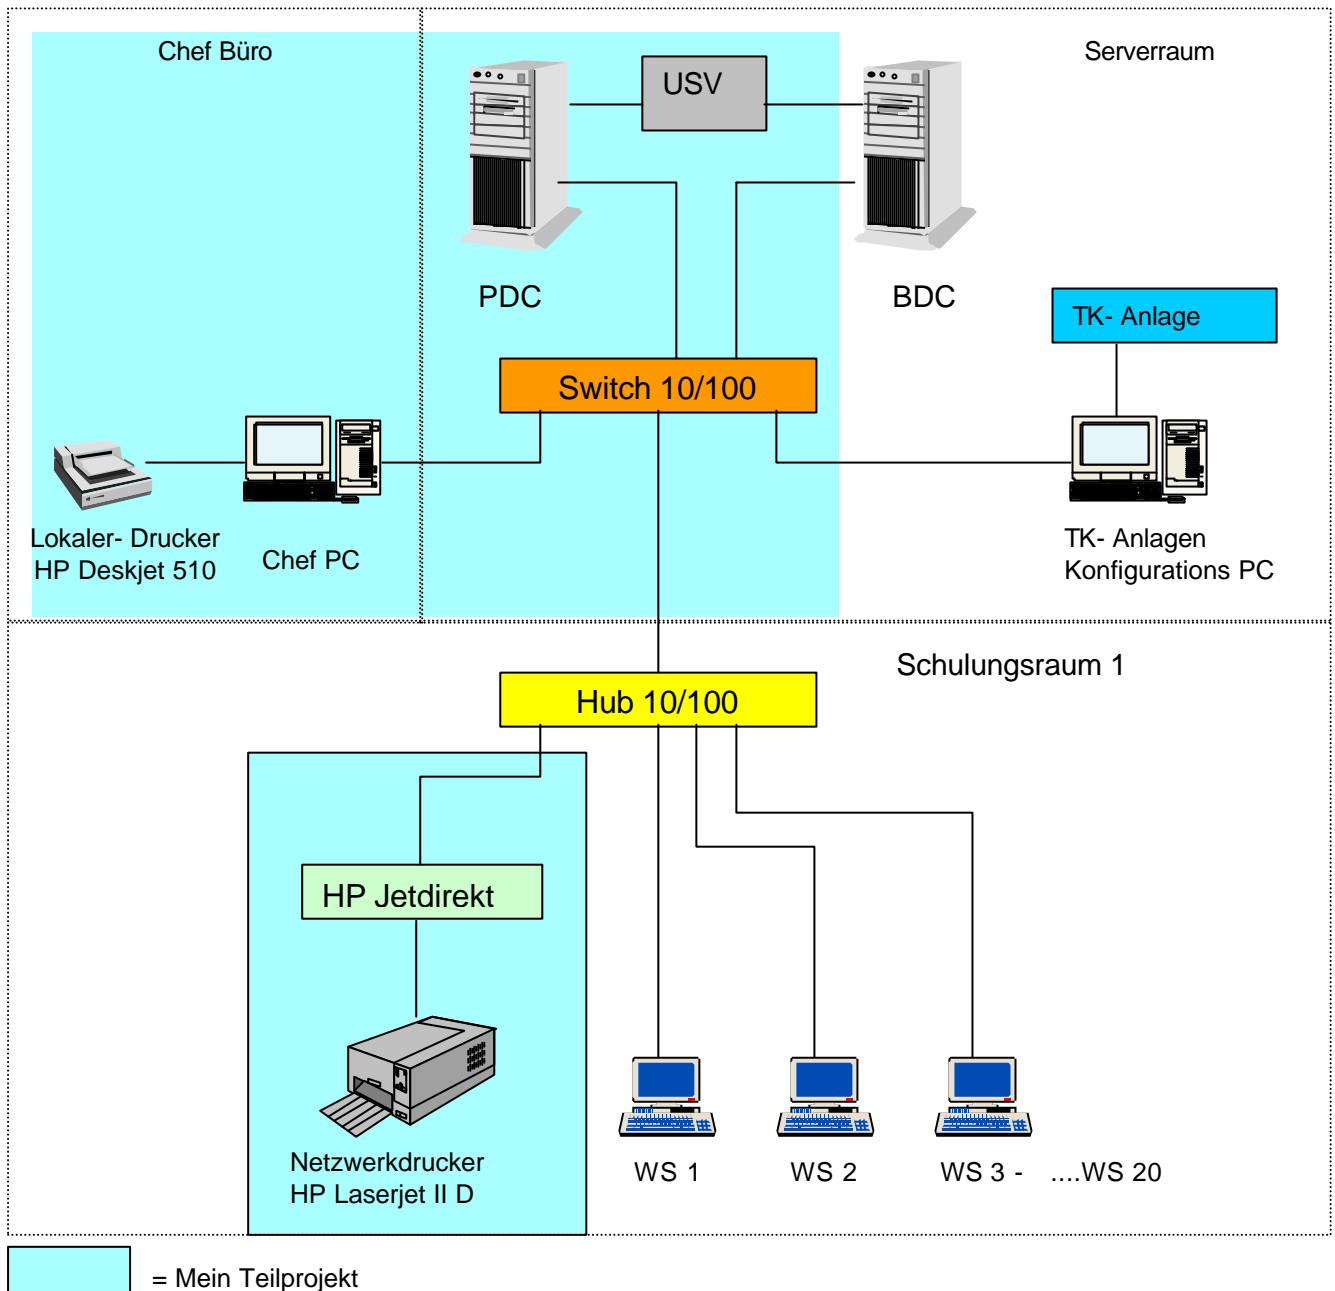 Chef Büro
Serverraum
USV
PDC
BDC
TK- Anlage
Switch 10/100
Lokaler- Drucker
HP Deskjet 510
Chef PC
TK- Anlagen
Konfigurations PC
Schulungsraum 1
Hub 10/100
HP Jetdirekt
Netzwerkdrucker
HP Laserjet II D
WS 1
WS 2
WS 3 - ....WS 20
= Mein Teilprojekt